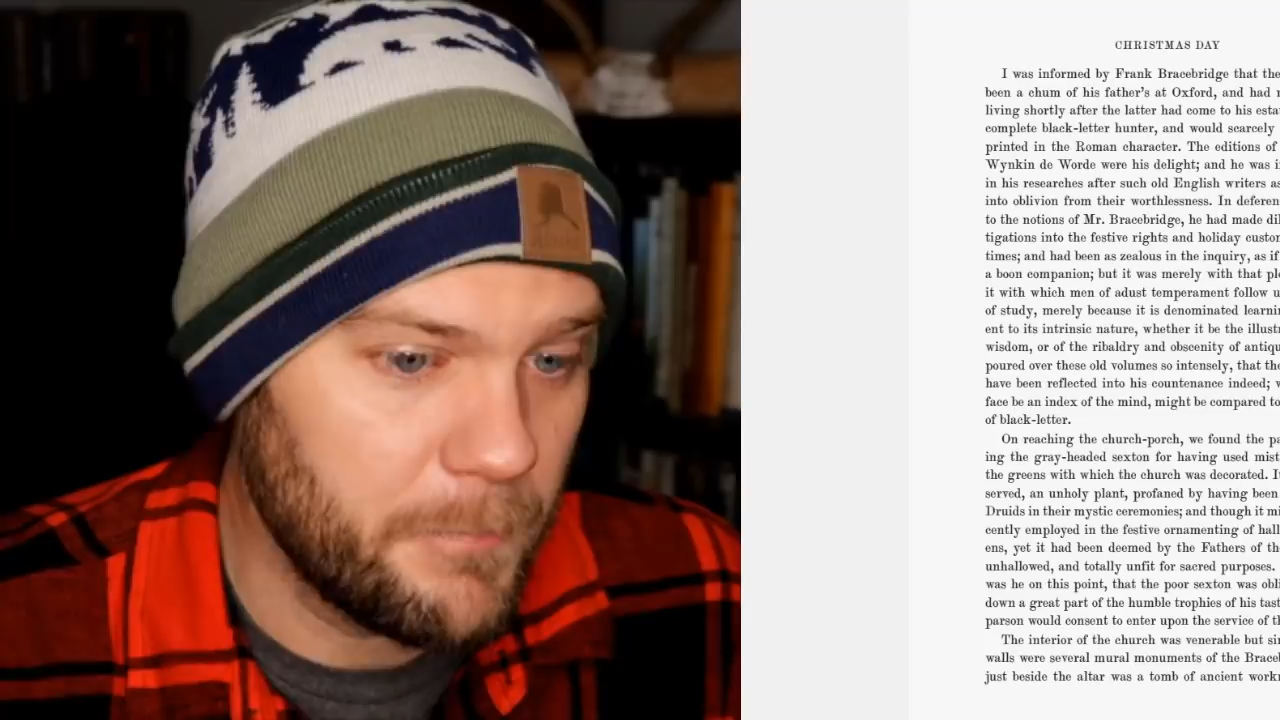 CHRISTMAS DAY
I was informed by Frank Bracebridge that the
been a chum of his father's at Oxford, and had
living shortly after the latter had come to his esta
complete black-letter hunter, and would scarcely
printed in the Roman character. The editions of
Wynkin de Worde were his delight; and he was i
in his researches after such old English writers as
into oblivion from their worthlessness. In deferen
to the notions of Mr. Bracebridge, he had made dil
tigations into the festive rights and holiday custom
times; and had been as zealous in the inquiry, as if
a boon companion; but it was merely with that pl
it with which men of adust temperament follow u
of study, merely because it is denominated learnin
ent to its intrinsic nature, whether it be the illust
wisdom, or of the ribaldry and obscenity of antiqu
poured over these old volumes so intensely, that the
have been reflected into his countenance indeed;
face be an index of the mind, might be compared to
of black-letter.
On reaching the church-porch, we found the pa
ing the gray-headed sexton for having used mist
the greens with which the church was decorated. I
served, an unholy plant, profaned by having been
Druids in their mystic ceremonies; and though it mi
cently employed in the festive ornamenting of hall
ens, yet it had been deemed by the Fathers of th
unhallowed, and totally unfit for sacred purposes.
was he on this point, that the poor sexton was obli
down a great part of the humble trophies of his tast
parson would consent to enter upon the service of th
The interior of the church was venerable but si
walls were several mural monuments of the Braceb
just beside the altar was a tomb of ancient work